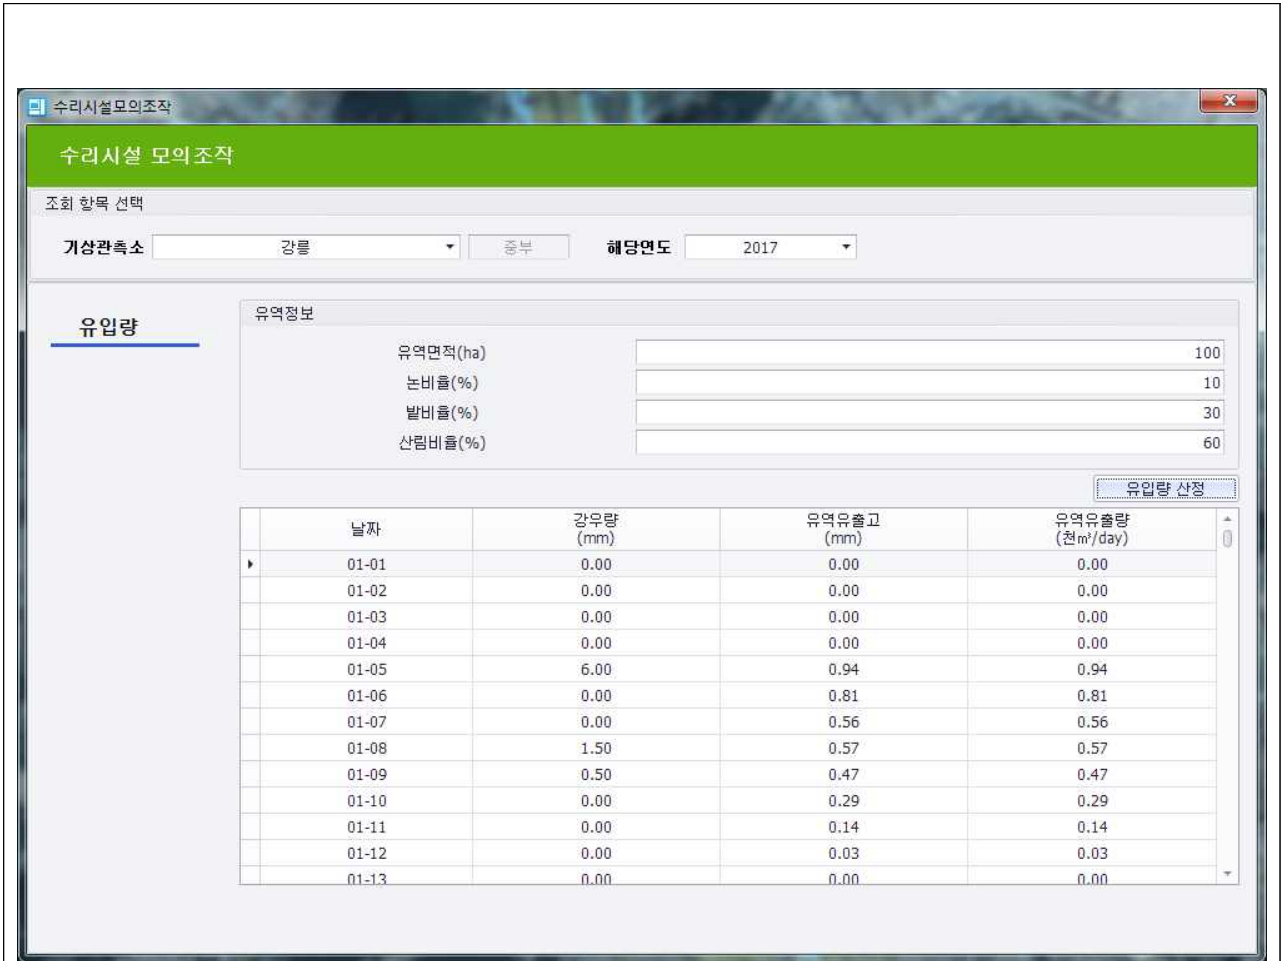 수리시설모의조작
수리시설 모의조작
조회 항목 선택
기상관측소 강릉 중부 해당연도 2017
유입량
유역정보
유역면적(ha) 100
논비율(%) 10
밭비율(%) 30
산림비율(%) 60
유입량 산정
날짜 강우량 유역유출고 유역유출량
(mm) (mm) (천㎥/day)
01-01 0.00 0.00 0.00
01-02 0.00 0.00 0.00
01-03 0.00 0.00 0.00
01-04 0.00 0.00 0.00
01-05 6.00 0.94 0.94
01-06 0.00 0.81 0.81
01-07 0.00 0.56 0.56
01-08 1.50 0.57 0.57
01-09 0.50 0.47 0.47
01-10 0.00 0.29 0.29
01-11 0.00 0.14 0.14
01-12 0.00 0.03 0.03
01-13 0.00 0.00 0.00